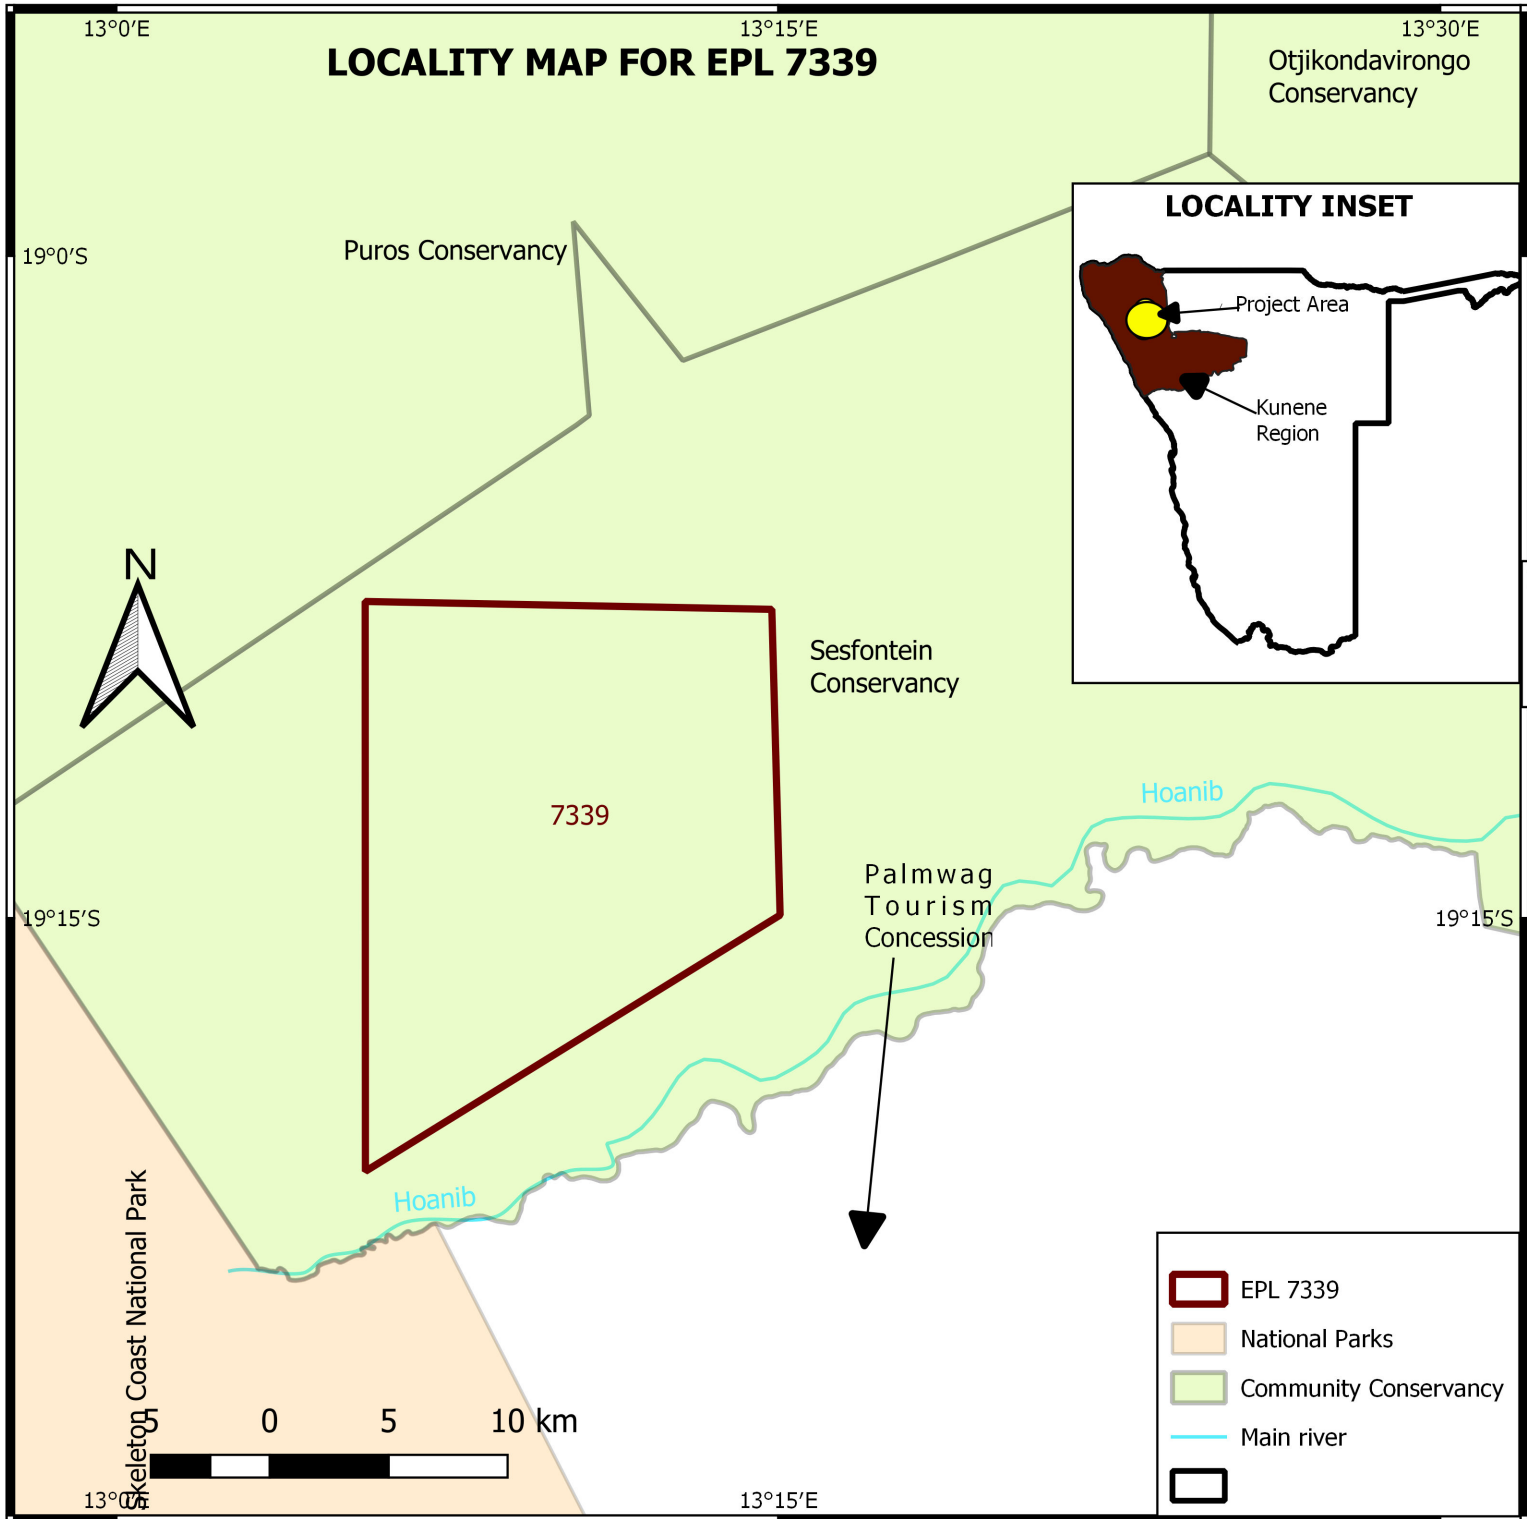 13°0′E
13°15′E
13°30′E
LOCALITY MAP FOR EPL 7339
Otjikondavirongo
Conservancy
LOCALITY INSET
Puros Conservancy
19°0′S
Project Area
Kunene
Region
N
Sesfontein
Conservancy
7339
Hoanib
Palmwag
Tourism
Concession
19°15′S
19°15′S
Hoanib
Skeleton Coast National Park
EPL 7339
National Parks
Community Conservancy
Main river
5 0 5 10 km
13°0′E
13°15′E